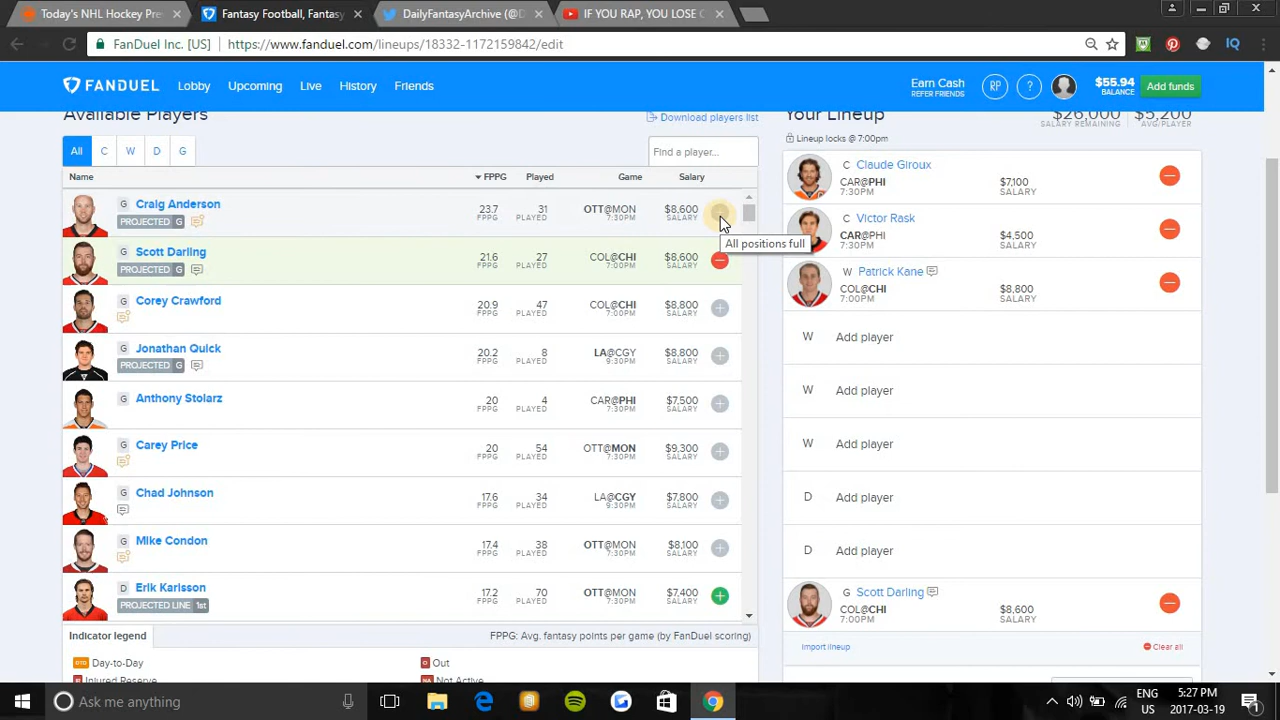 Today's NHL Hockey Pre
Fantasy Football, Fantasy
DailyFantasyArchive (@D
IF YOU RAP, YOU LOSE C
FanDuel Inc. [US] https://www.fanduel.com/lineups/18332-1172159842/edit
FANDUEL Lobby Upcoming Live History Friends
Earn Cash
REFER FRIENDS
RP ?
$55.94
BALANCE
Add funds
Available Players
Download players list
All C W D G
Find a player...
Name FPPG Played Game Salary
Craig Anderson
G PROJECTED G
23.7 FPPG PLAYED OTT@MON 7:30PM $8,600 SALARY
All positions full
Scott Darling
G PROJECTED G
21.6 FPPG 27 PLAYED COL@CHI 7:00PM $8,600 SALARY
G Corey Crawford
20.9 FPPG 47 PLAYED COL@CHI 7:00PM $8,800 SALARY
G Jonathan Quick
PROJECTED G
20.2 FPPG 8 PLAYED LA@CGY 9:30PM $8,800 SALARY
G Anthony Stolarz
20 FPPG 4 PLAYED CAR@PHI 7:30PM $7,500 SALARY
G Carey Price
20 FPPG 54 PLAYED OTT@MON 7:30PM $9,300 SALARY
G Chad Johnson
17.6 FPPG 34 PLAYED LA@CGY 9:30PM $7,800 SALARY
G Mike Condon
17.4 FPPG 38 PLAYED OTT@MON 7:30PM $8,100 SALARY
D Erik Karlsson
PROJECTED LINE 1st
17.2 FPPG 70 PLAYED OTT@MON 7:30PM $7,400 SALARY
Indicator legend
FPPG: Avg. fantasy points per game (by FanDuel scoring)
DTD Day-to-Day
O Out
Injured Reserve
Not Active
Your Lineup
$26,000 SALARY REMAINING
$5,200 AVG/PLAYER
Lineup locks @ 7:00pm
C Claude Giroux
CAR@PHI 7:30PM $7,100 SALARY
C Victor Rask
CAR@PHI 7:30PM $4,500 SALARY
W Patrick Kane
COL@CHI 7:00PM $8,800 SALARY
W Add player
W Add player
W Add player
D Add player
D Add player
G Scott Darling
COL@CHI 7:00PM $8,600 SALARY
Import lineup
Clear all
Ask me anything
ENG
US
5:27 PM
2017-03-19